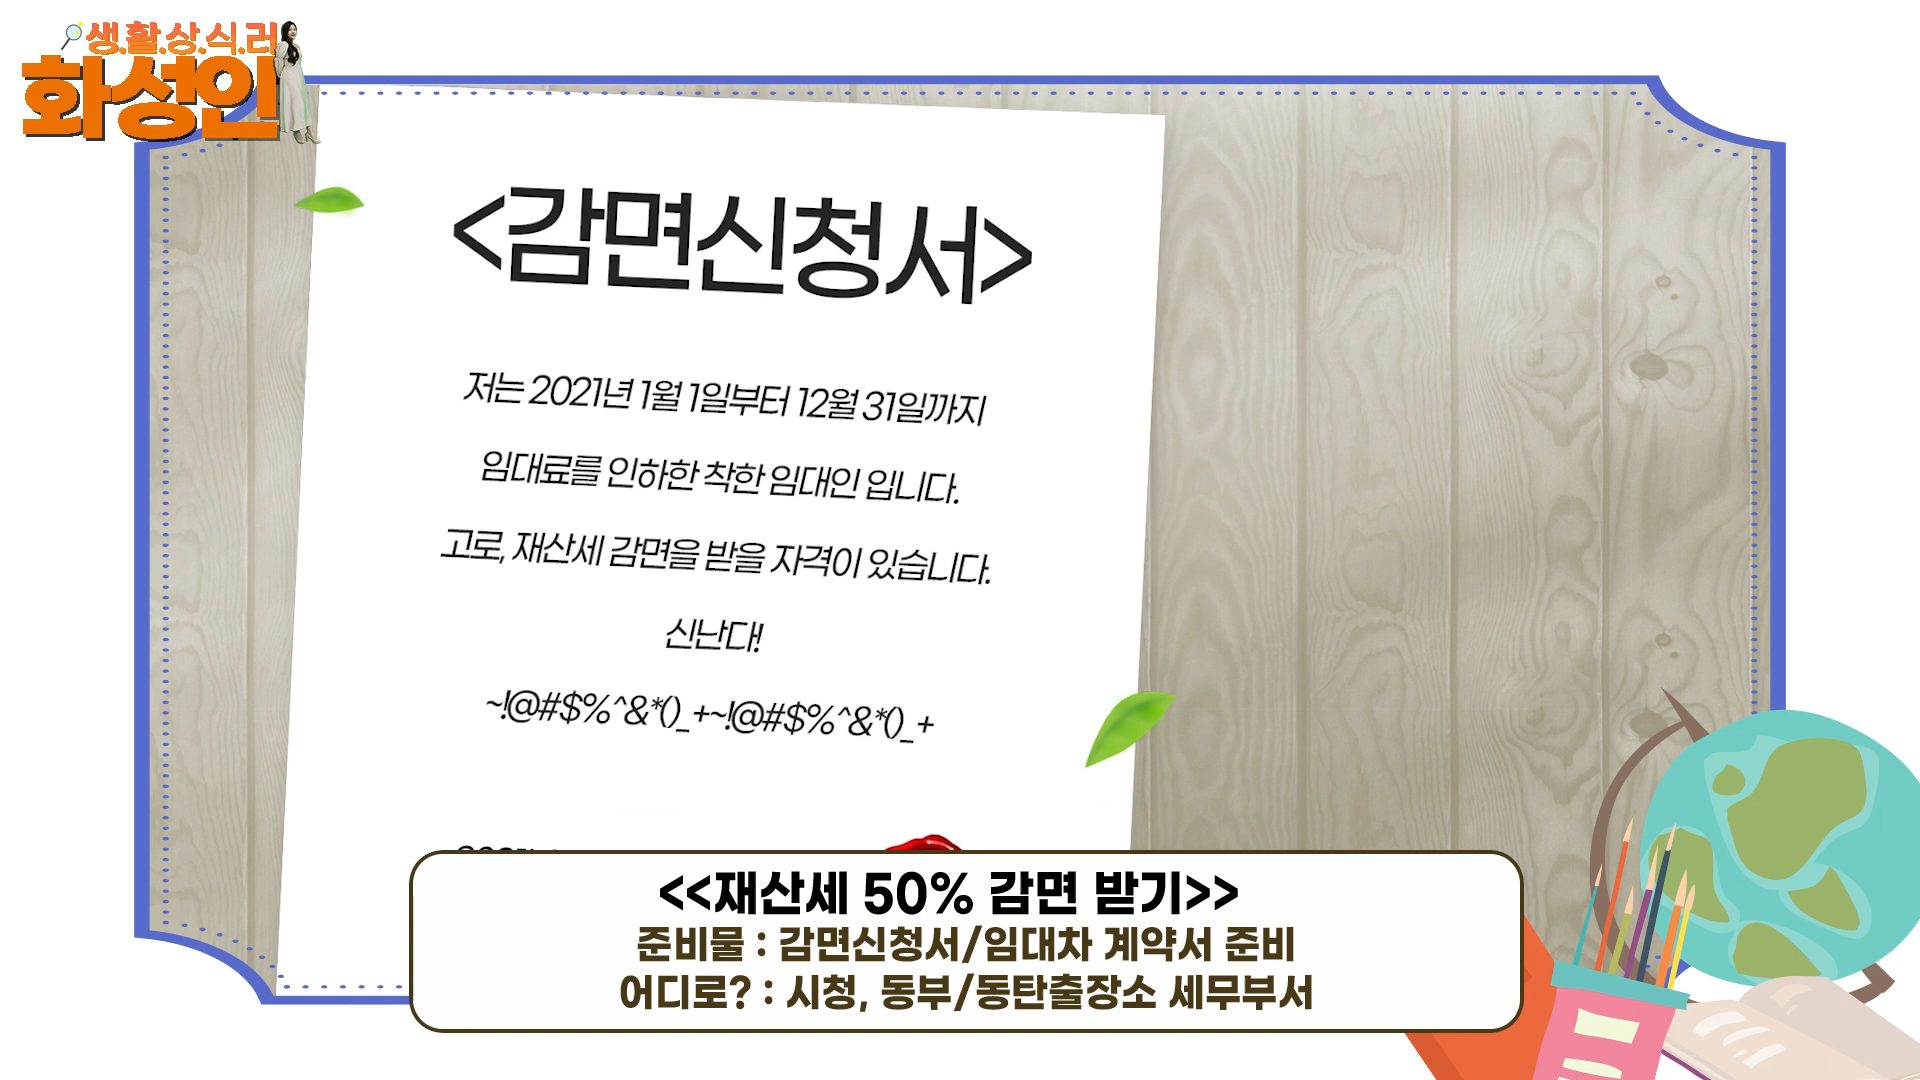 생.활.상.식.러
화성인
<감면신청서>
저는 2021년 1월 1일부터 12월 31일까지
임대료를 인하한 착한 임대인 입니다.
고로, 재산세 감면을 받을 자격이 있습니다.
신난다!
~!@#$%^&*()_+~!@#$%^&*()_+
<<재산세 50% 감면 받기>>
준비물 : 감면신청서/임대차 계약서 준비
어디로? : 시청, 동부/동탄출장소 세무부서